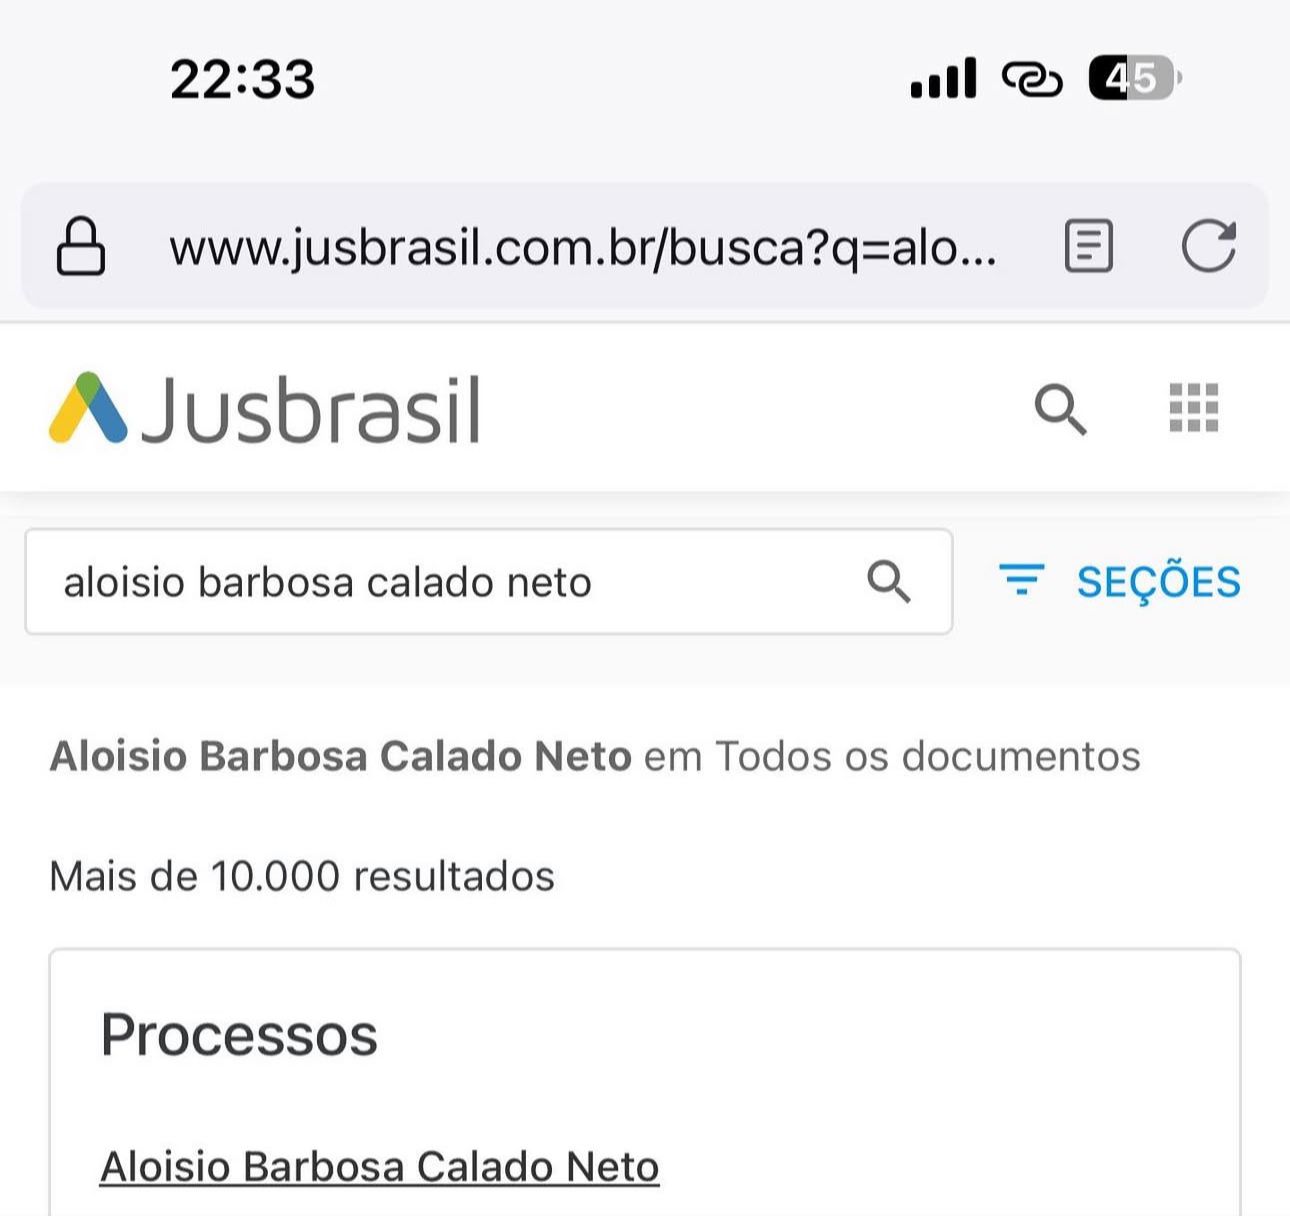 22:33
45
www.jusbrasil.com.br/busca?q=alo...
Jusbrasil
aloisio barbosa calado neto
SEÇÕES
Aloisio Barbosa Calado Neto em Todos os documentos
Mais de 10.000 resultados
Processos
Aloisio Barbosa Calado Neto